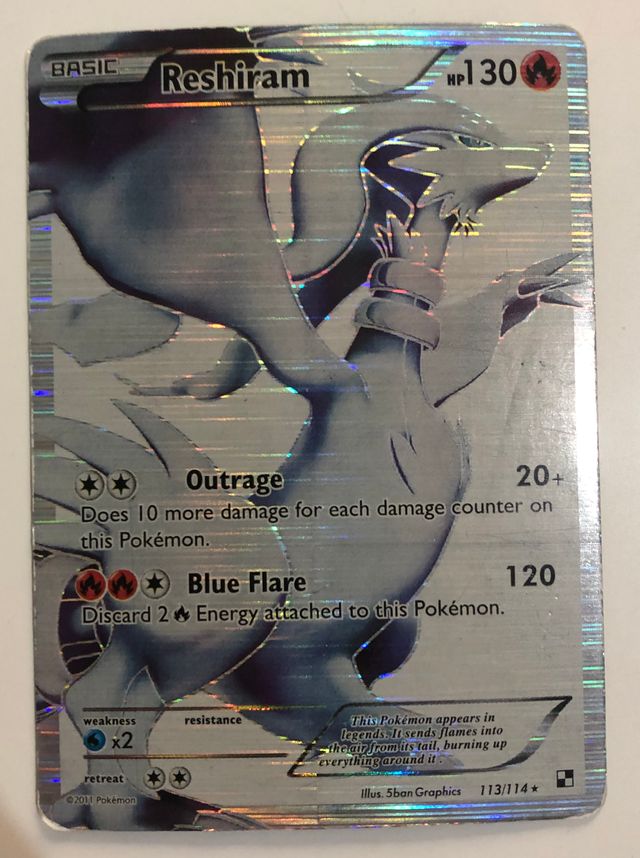 BASIC
Reshiram
HP130
Outrage 20+
Does 10 more damage for each damage counter on
this Pokémon.
Blue Flare 120
Discard 2 Energy attached to this Pokémon.
weakness resistance
x2
retreat
This Pokémon appears in
legends. It sends flames into
the air from its tail, burning up
everything around it .
©2011 Pokémon
Illus. 5ban Graphics 113/114 ★